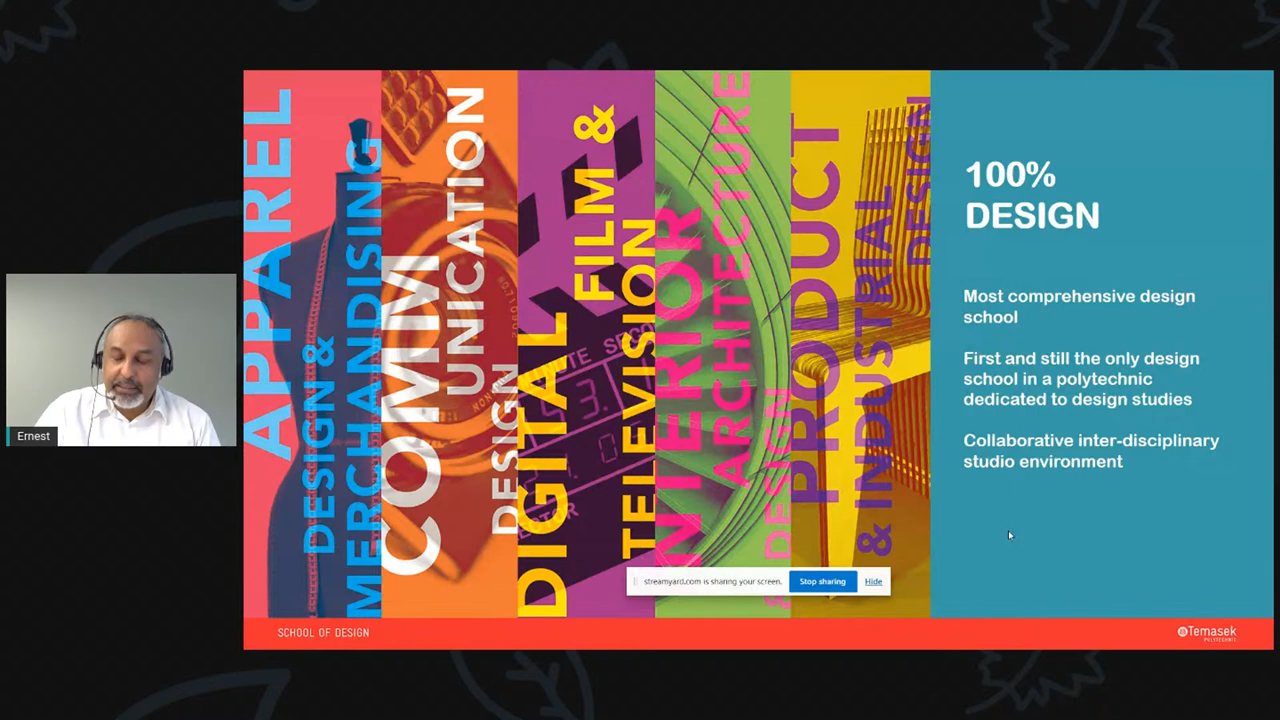 APPAREL
DESIGN &
MERCHANDISING
COMM
UNICATION
DESIGN
DIGITAL
FILM &
TELEVISION
INTERIOR
ARCHITECTURE
& DESIGN
PRODUCT
& INDUSTRIAL
DESIGN
100%
DESIGN
Most comprehensive design
school
First and still the only design
school in a polytechnic
dedicated to design studies
Collaborative inter-disciplinary
studio environment
Ernest
streamyard.com is sharing your screen.
Stop sharing
Hide
SCHOOL OF DESIGN
Temasek
POLYTECHNIC